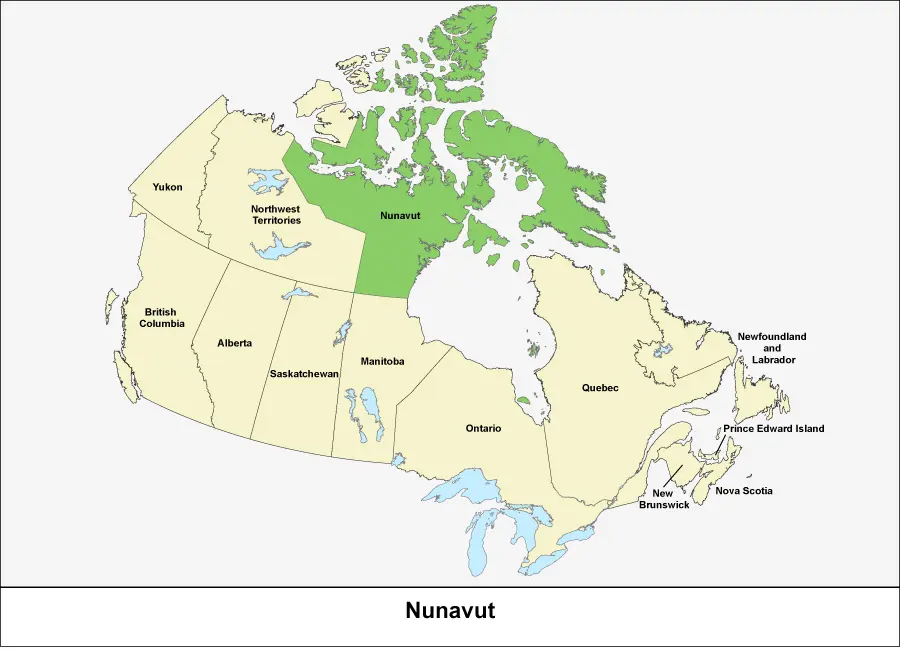 Yukon
Northwest
Territories
Nunavut
British
Columbia
Alberta
Saskatchewan
Manitoba
Ontario
Quebec
Newfoundland
and
Labrador
Prince Edward Island
Nova Scotia
New
Brunswick
Nunavut